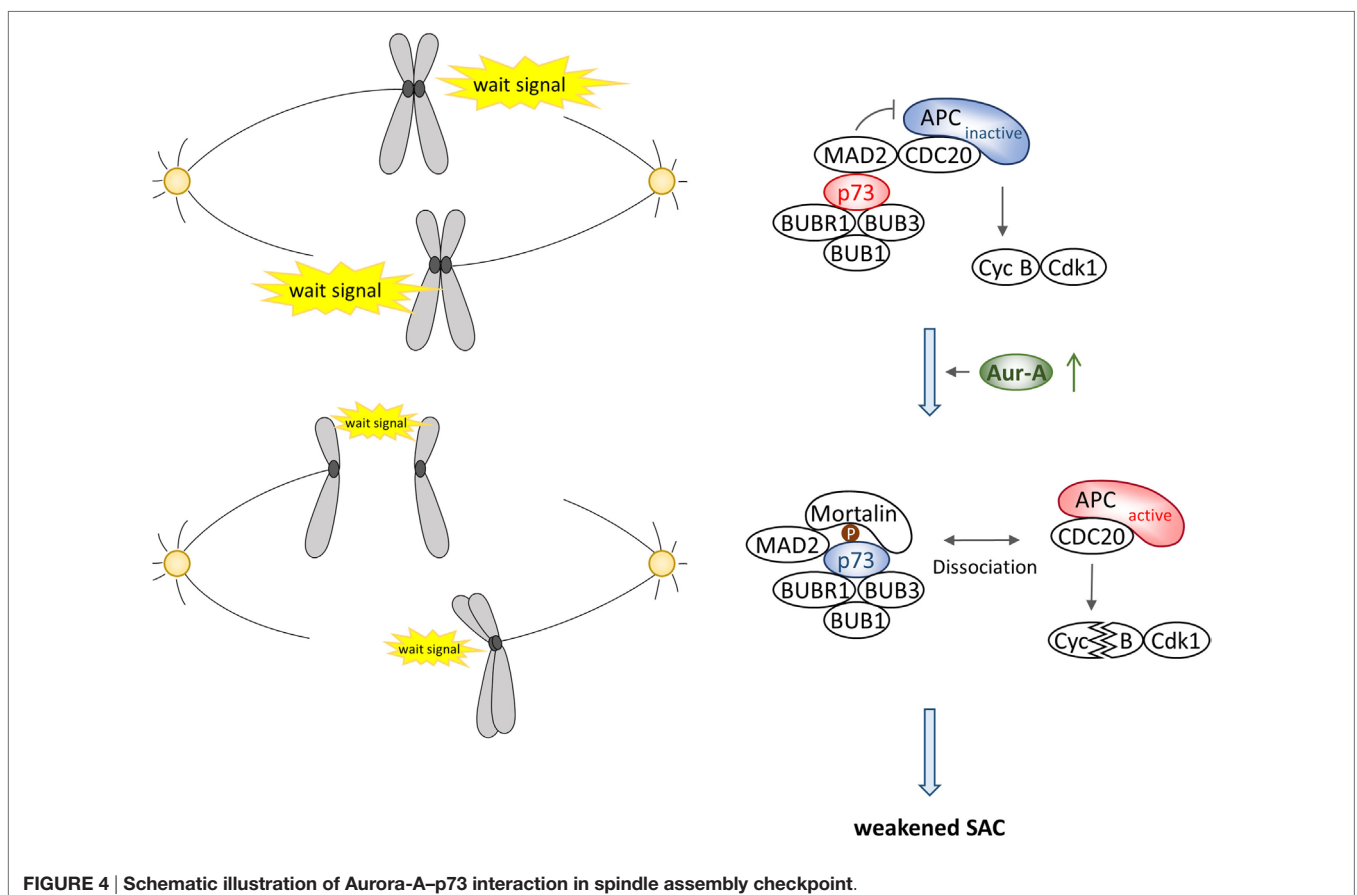 wait signal
wait signal
APC
inactive
MAD2
CDC20
p73
BUBR1
BUB3
BUB1
Cyc B
Cdk1
Aur-A
wait signal
wait signal
Mortalin
P
MAD2
p73
BUBR1
BUB3
BUB1
Dissociation
APC
active
CDC20
Cyc B
Cdk1
weakened SAC
FIGURE 4 | Schematic illustration of Aurora-A–p73 interaction in spindle assembly checkpoint.